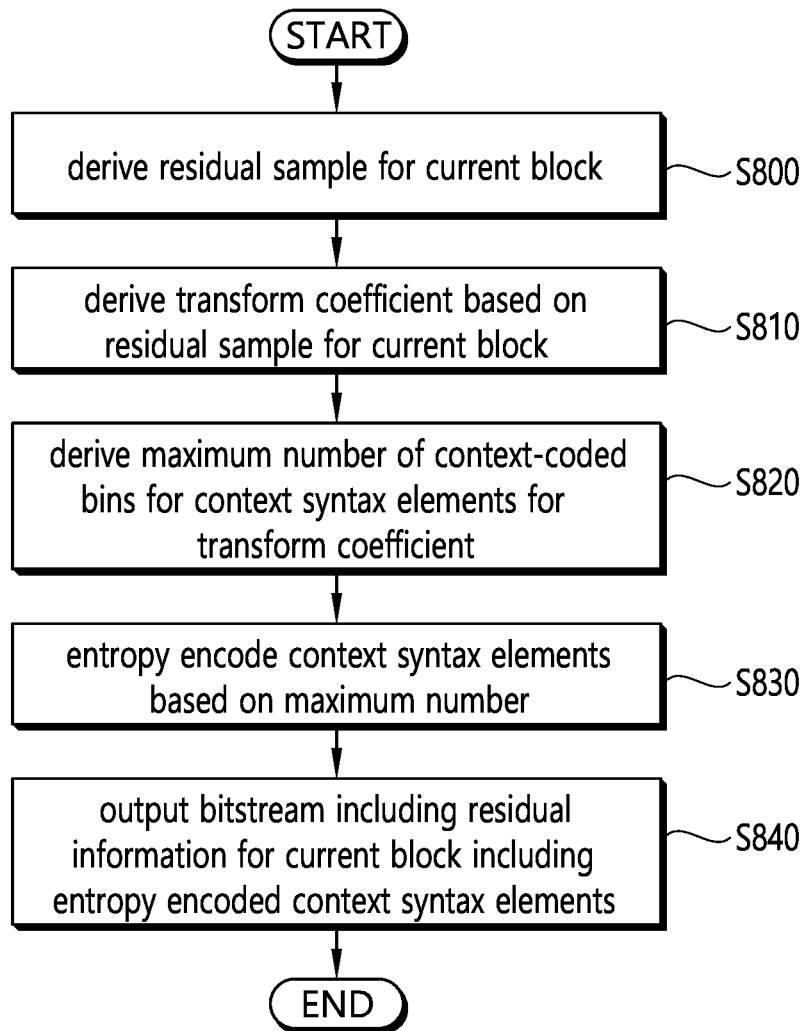 START
derive residual sample for current block
S800
derive transform coefficient based on
residual sample for current block
S810
derive maximum number of context-coded
bins for context syntax elements for
transform coefficient
S820
entropy encode context syntax elements
based on maximum number
S830
output bitstream including residual
information for current block including
entropy encoded context syntax elements
S840
END